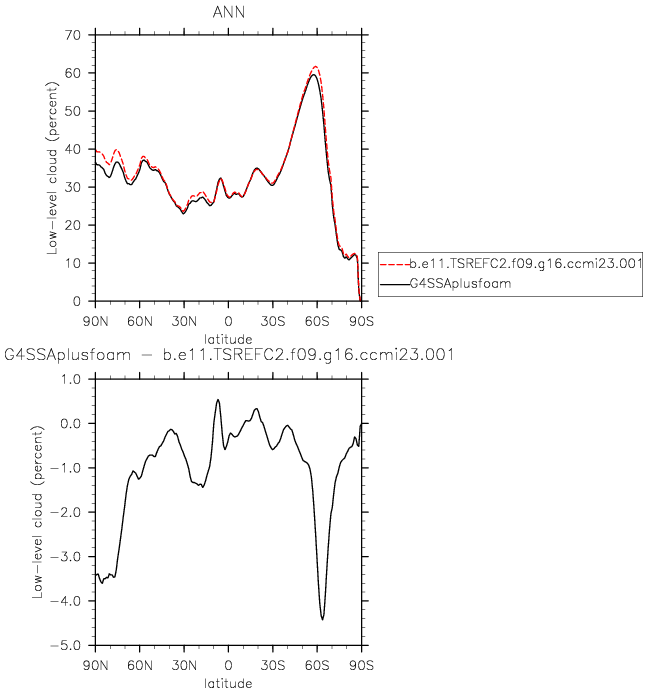 ANN
70
60
50
40
30
20
10
0
Low-level cloud (percent)
90N 60N 30N 0 30S 60S 90S
latitude
b.e11.TSREFC2.f09.g16.ccmi23.001
G4SSAplusfoam
G4SSAplusfoam - b.e11.TSREFC2.f09.g16.ccmi23.001
1.0
0.0
-1.0
-2.0
-3.0
-4.0
-5.0
Low-level cloud (percent)
90N 60N 30N 0 30S 60S 90S
latitude